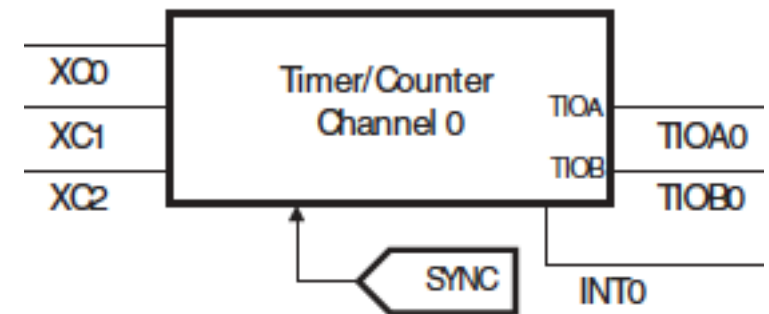 XC0
XC1
XC2
Timer/Counter
Channel 0
TIOA
TIOB
TIOA0
TIOB0
SYNC
INT0